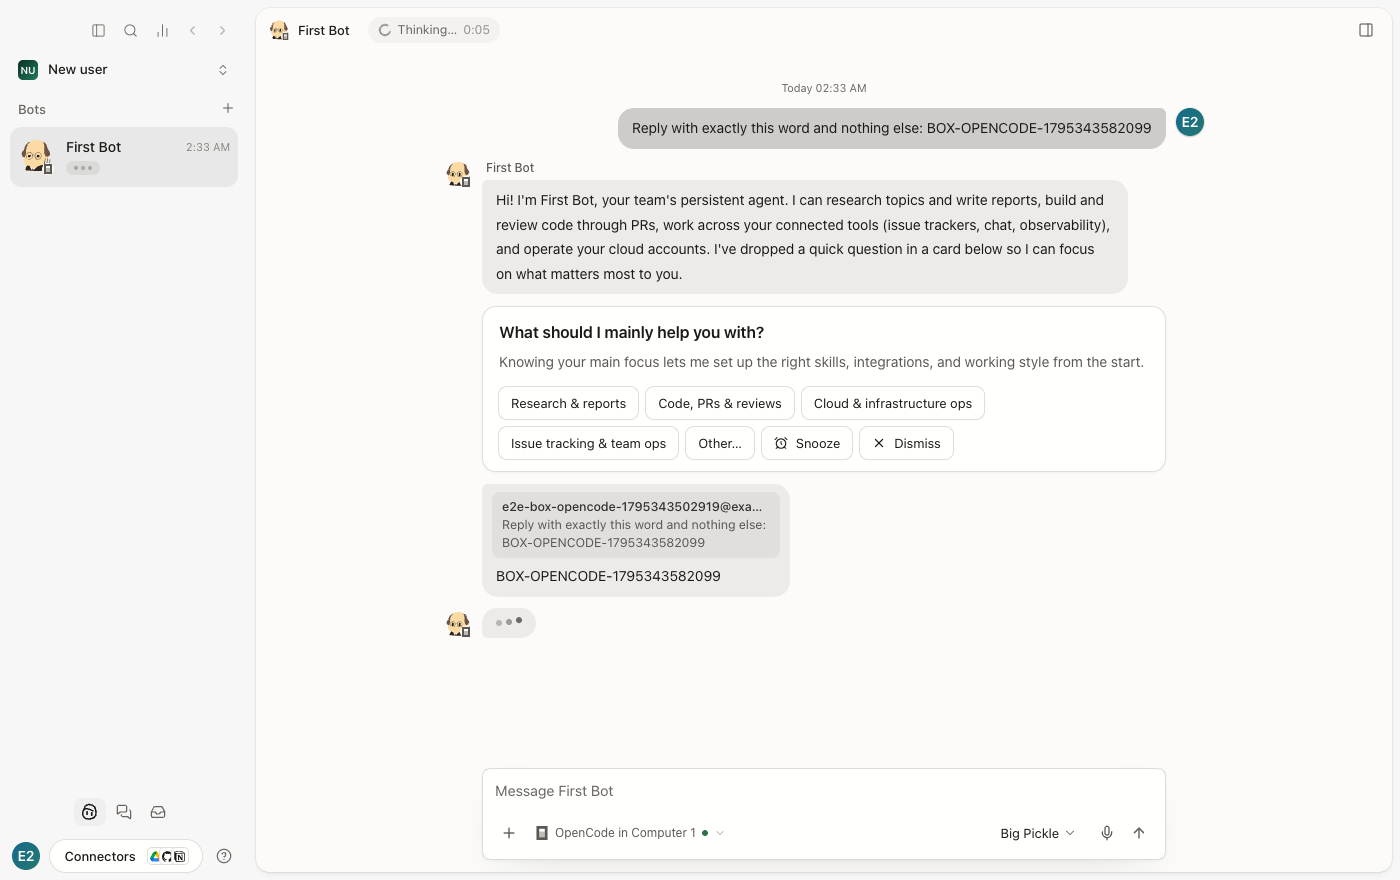 First Bot
Thinking... 0:05
NU
New user
Bots
First Bot
2:33 AM
Today 02:33 AM
Reply with exactly this word and nothing else: BOX-OPENCODE-1795343582099
E2
First Bot
Hi! I'm First Bot, your team's persistent agent. I can research topics and write reports, build and
review code through PRs, work across your connected tools (issue trackers, chat, observability),
and operate your cloud accounts. I've dropped a quick question in a card below so I can focus
on what matters most to you.
What should I mainly help you with?
Knowing your main focus lets me set up the right skills, integrations, and working style from the start.
Research & reports
Code, PRs & reviews
Cloud & infrastructure ops
Issue tracking & team ops
Other...
Snooze
Dismiss
e2e-box-opencode-1795343502919@exa...
Reply with exactly this word and nothing else:
BOX-OPENCODE-1795343582099
BOX-OPENCODE-1795343582099
Message First Bot
OpenCode in Computer 1
Big Pickle
E2
Connectors